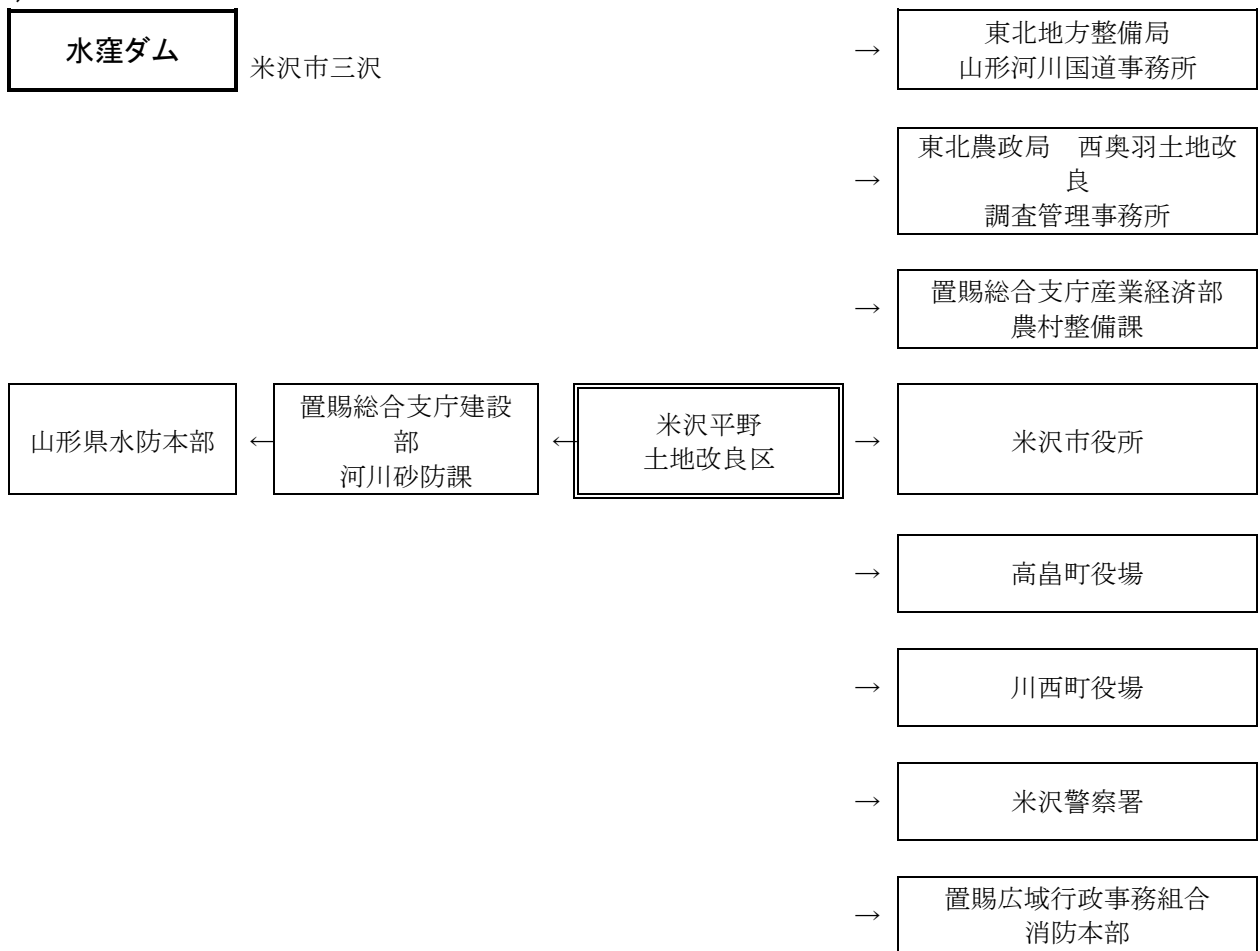 水窪ダム
米沢市三沢
→
東北地方整備局
山形河川国道事務所
→
東北農政局 西奥羽土地改
良
調査管理事務所
→
置賜総合支庁産業経済部
農村整備課
山形県水防本部
←
置賜総合支庁建設
部
河川砂防課
←
米沢平野
土地改良区
→
米沢市役所
→
高畠町役場
→
川西町役場
→
米沢警察署
→
置賜広域行政事務組合
消防本部